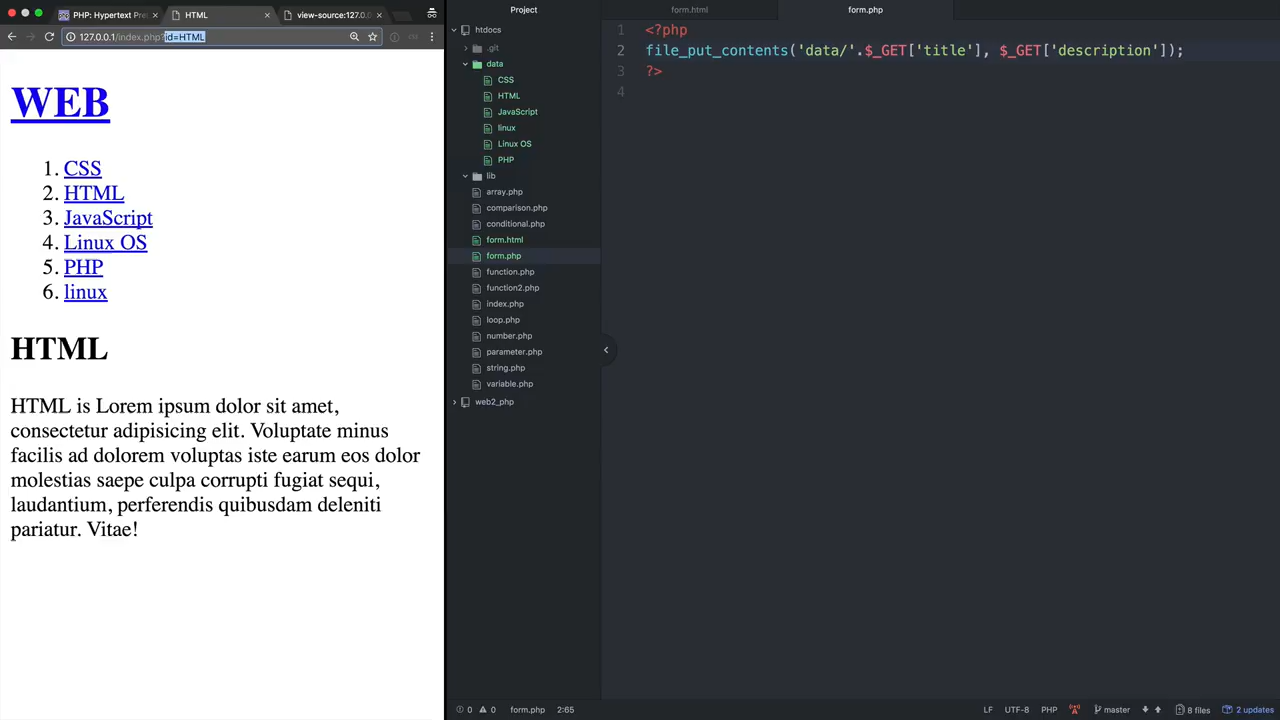 PHP: Hypertext Pre
HTML
view-source:127.0.0
127.0.0.1/index.php?id=HTML
WEB
1. CSS
2. HTML
3. JavaScript
4. Linux OS
5. PHP
6. linux
HTML
HTML is Lorem ipsum dolor sit amet,
consectetur adipisicing elit. Voluptate minus
facilis ad dolorem voluptas iste earum eos dolor
molestias saepe culpa corrupti fugiat sequi,
laudantium, perferendis quibusdam deleniti
pariatur. Vitae!
Project
htdocs
.git
data
CSS
HTML
JavaScript
linux
Linux OS
PHP
lib
array.php
comparison.php
conditional.php
form.html
form.php
function.php
function2.php
index.php
loop.php
number.php
parameter.php
string.php
variable.php
web2_php
form.html
form.php
1 <?php
2 file_put_contents('data/'.$_GET['title'], $_GET['description']);
3 ?>
4
0 0 form.php 2:65
LF UTF-8 PHP master 8 files 2 updates